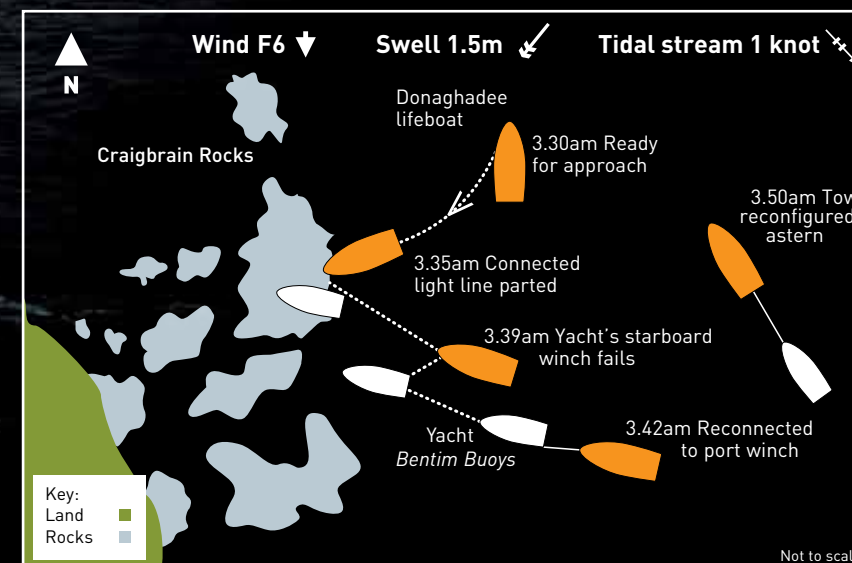 Wind F6
Swell 1.5m
Tidal stream 1 knot
N
Donaghadee
lifeboat
3.30am Ready
for approach
Craigbrain Rocks
3.50am Tow
reconfigured
astern
3.35am Connected
light line parted
3.39am Yacht's starboard
winch fails
3.42am Reconnected
to port winch
Yacht
Bentim Buoys
Key:
Land
Rocks
Not to scal